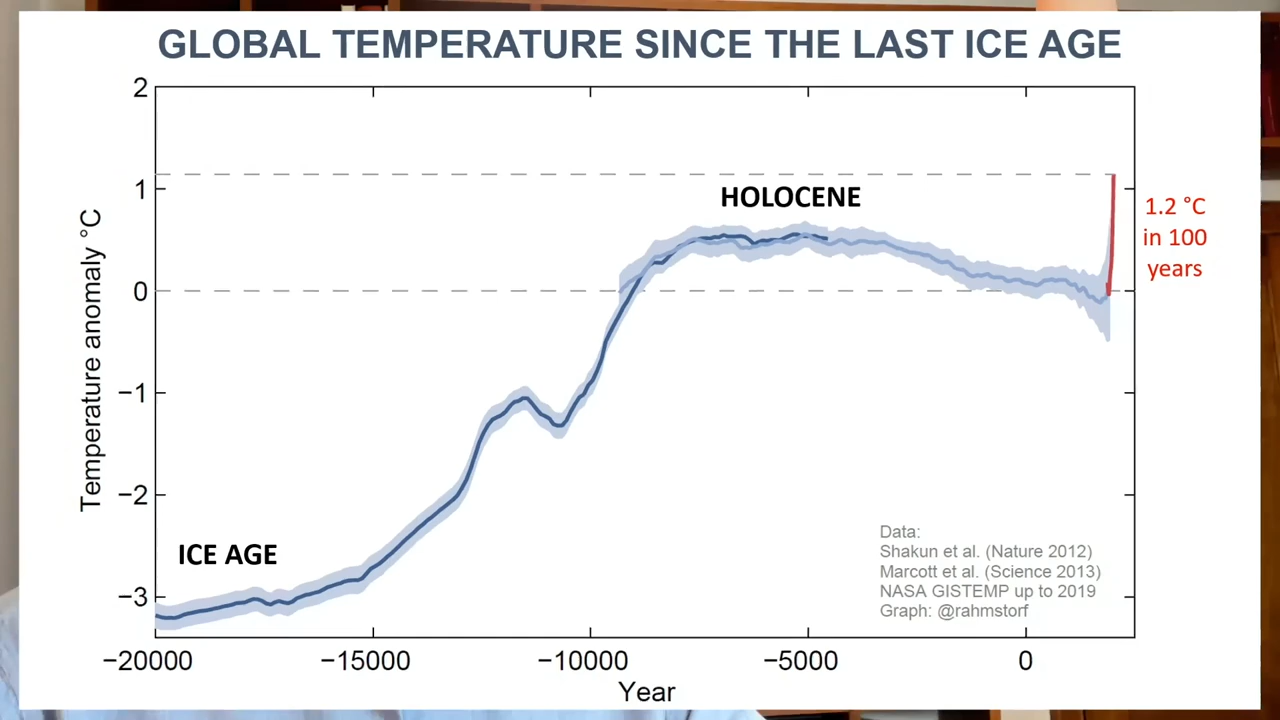 GLOBAL TEMPERATURE SINCE THE LAST ICE AGE
2
1
0
−1
−2
−3
Temperature anomaly °C
HOLOCENE
ICE AGE
1.2 °C
in 100
years
Data:
Shakun et al. (Nature 2012)
Marcott et al. (Science 2013)
NASA GISTEMP up to 2019
Graph: @rahmstorf
−20000
−15000
−10000
−5000
0
Year